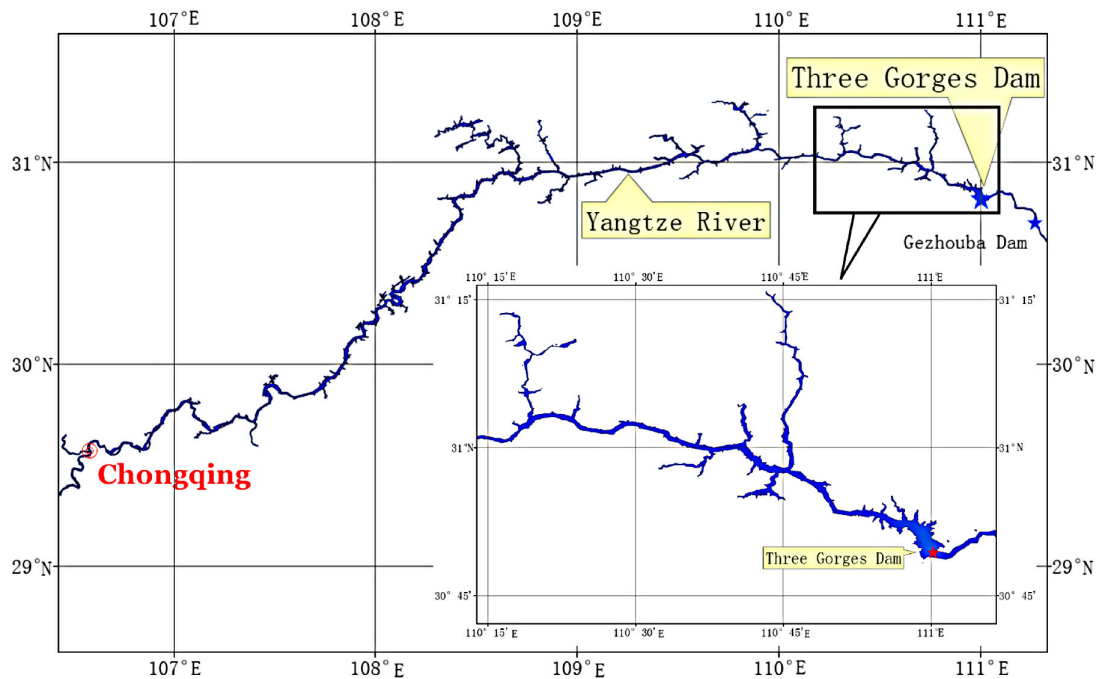 107°E 108°E 109°E 110°E 111°E
Three Gorges Dam
31°N 31°N
Yangtze River
Gezhouba Dam
110° 15′E 110° 30′E 110° 45′E 111°E
31° 15′ 31° 15′
30°N 30°N
31°N 31°N
Chongqing
Three Gorges Dam
29°N 29°N
30° 45′ 30° 45′
110° 15′E 110° 30′E 110° 45′E 111°E
107°E 108°E 109°E 110°E 111°E